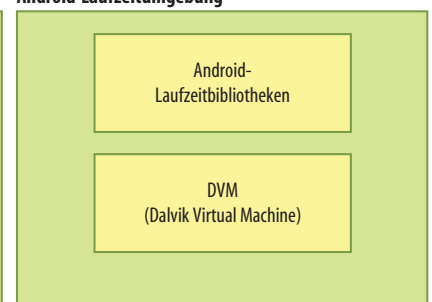 Android-Laufzeitumgebung
Android-
Laufzeitbibliotheken
DVM
(Dalvik Virtual Machine)